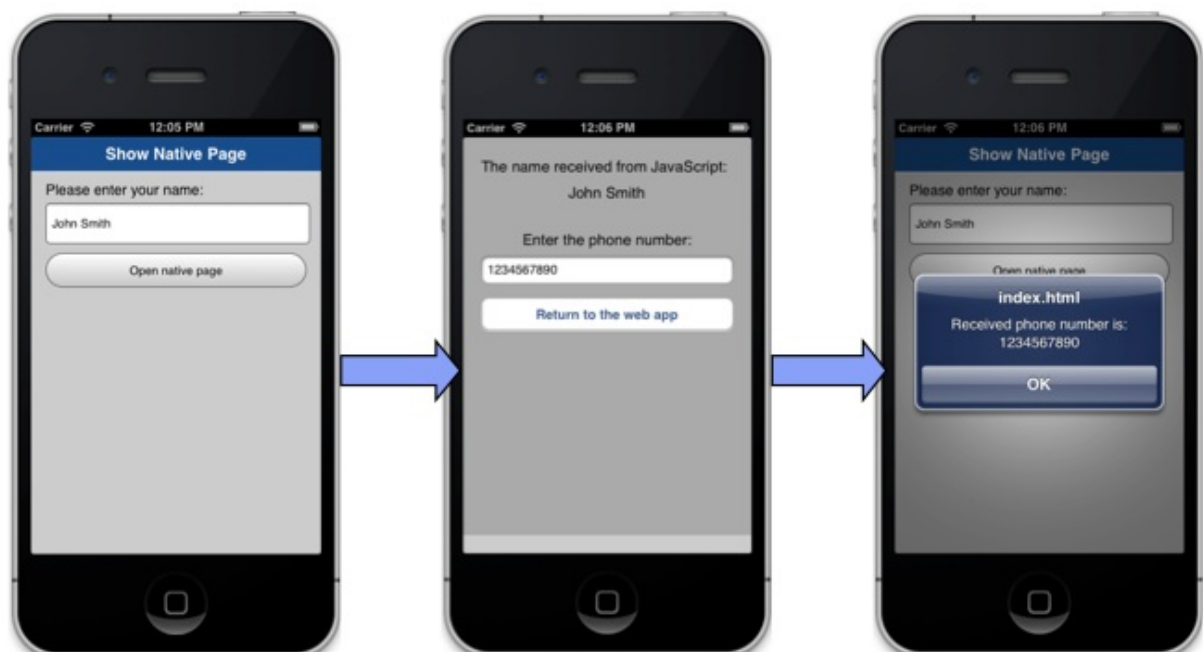 Carrier 12:05 PM
Show Native Page
Please enter your name:
John Smith
Open native page
Carrier 12:06 PM
The name received from JavaScript:
John Smith
Enter the phone number:
1234567890
Return to the web app
Carrier 12:06 PM
Show Native Page
Please enter your name:
John Smith
Open native page
index.html
Received phone number is:
1234567890
OK